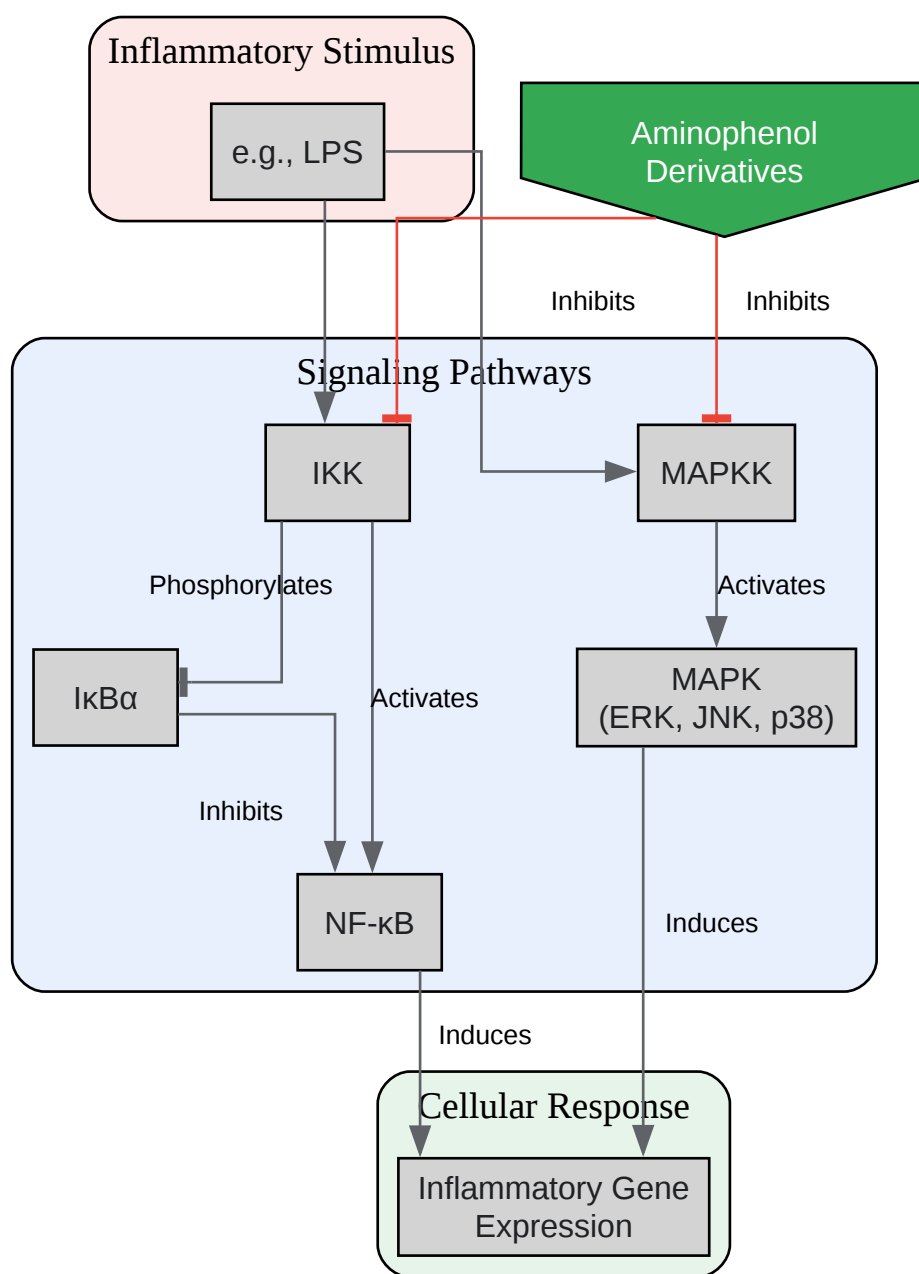 Inflammatory Stimulus
e.g., LPS
Aminophenol
Derivatives
Inhibits
Inhibits
Signaling Pathways
IKK
MAPKK
Phosphorylates
Activates
IκBα
Activates
MAPK
(ERK, JNK, p38)
Inhibits
NF-κB
Induces
Induces
Cellular Response
Inflammatory Gene
Expression